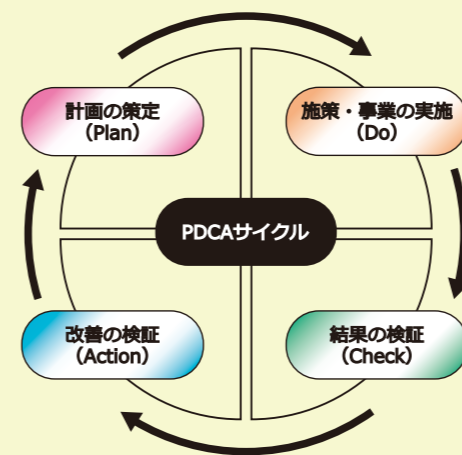 計画の策定
(Plan)
施策・事業の実施
(Do)
PDCAサイクル
改善の検証
(Action)
結果の検証
(Check)